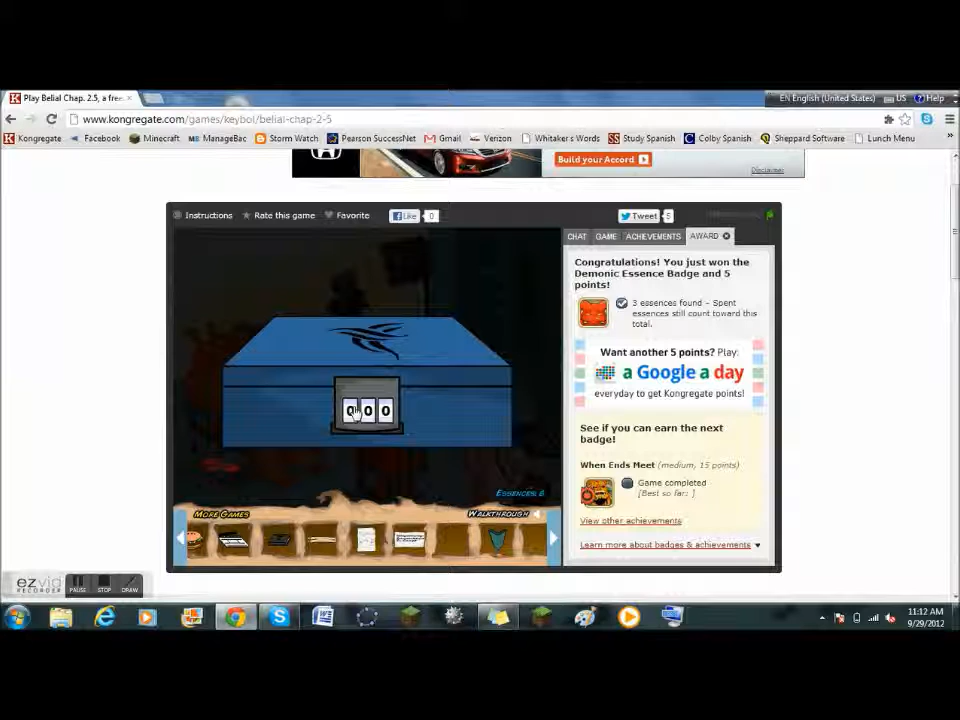 Play Belial Chap. 2.5, a free
EN English (United States) US Help
www.kongregate.com/games/keybol/belial-chap-2-5
Kongregate Facebook Minecraft ManageBac Storm Watch Pearson SuccessNet Gmail Verizon Whitaker's Words Study Spanish Colby Spanish Sheppard Software Lunch Menu
Build your Accord
Disclaimer
Instructions Rate this game Favorite Like 0 Tweet 5
CHAT GAME ACHIEVEMENTS AWARD
Congratulations! You just won the
Demonic Essence Badge and 5
points!
3 essences found - Spent
essences still count toward this
total.
Want another 5 points? Play:
a Google a day
everyday to get Kongregate points!
See if you can earn the next
badge!
When Ends Meet (medium, 15 points)
Game completed
[Best so far: ]
View other achievements
Learn more about badges & achievements
0 0 0
Essences: 8
More Games
Walkthrough
ezvid
RECORDER
PAUSE STOP DRAW
11:12 AM
9/29/2012